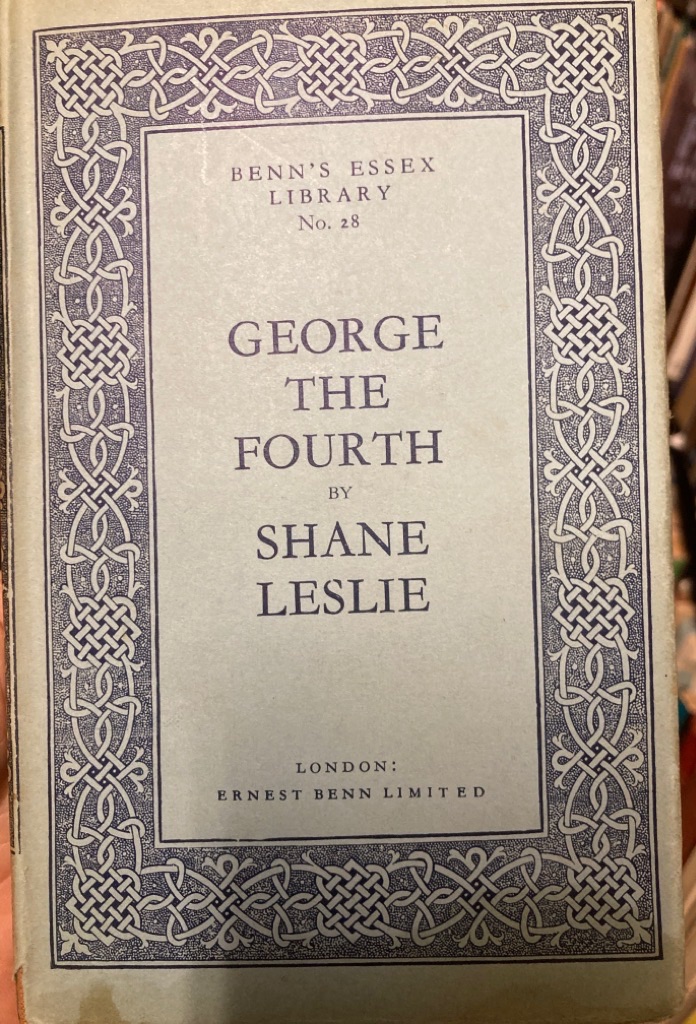 BENN'S ESSEX
LIBRARY
No. 28
GEORGE
THE
FOURTH
BY
SHANE
LESLIE
LONDON:
ERNEST BENN LIMITED